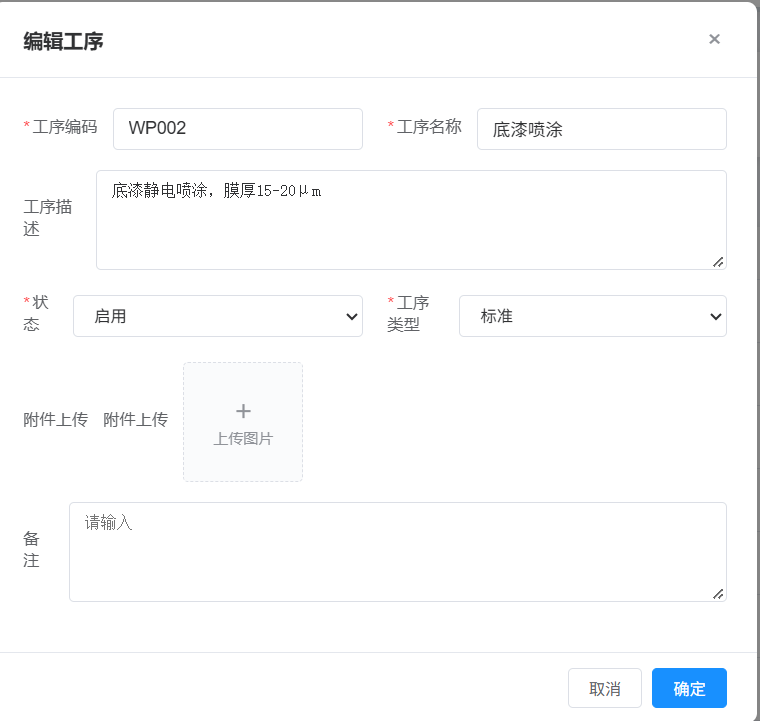 编辑工序 ×
*工序编码 WP002 *工序名称 底漆喷涂
工序描述 底漆静电喷涂，膜厚15-20μm
*状态 启用 *工序类型 标准
附件上传 附件上传 + 上传图片
备注 请输入
取消 确定